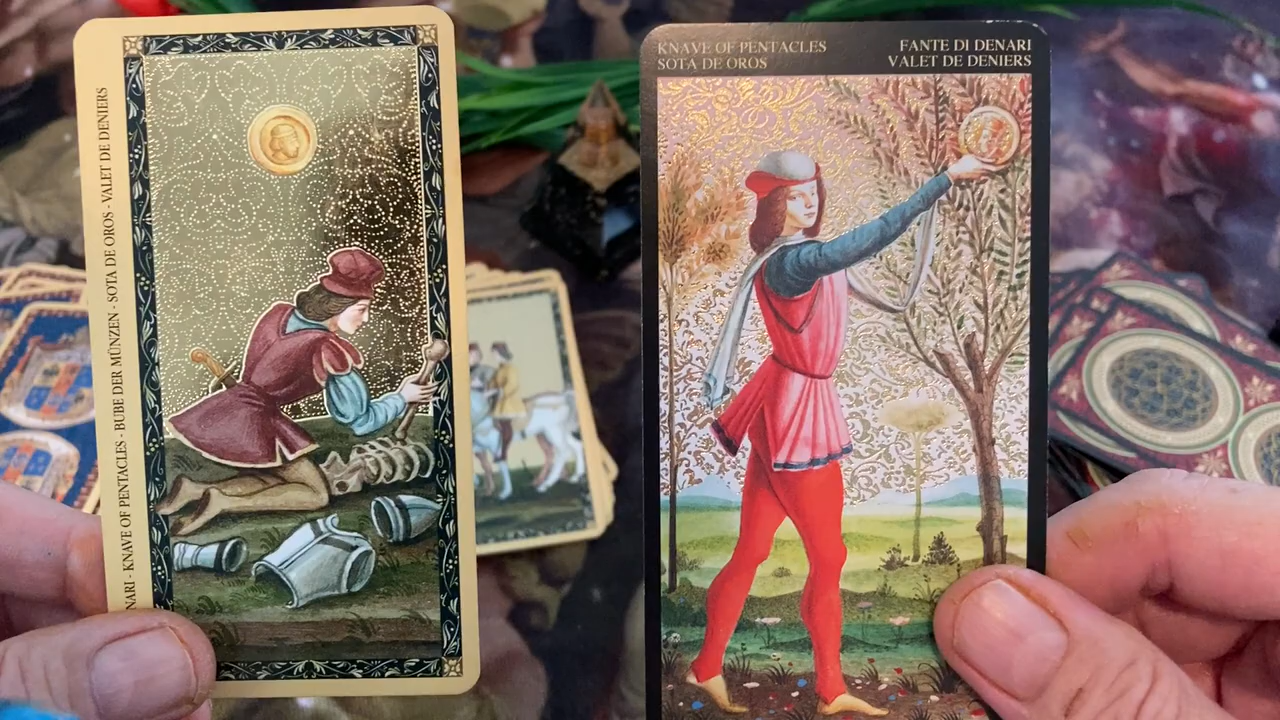 NARI - KNAVE OF PENTACLES - BUBE DER MÜNZEN - SOTA DE OROS - VALET DE DENIERS
KNAVE OF PENTACLES
SOTA DE OROS
FANTE DI DENARI
VALET DE DENIERS